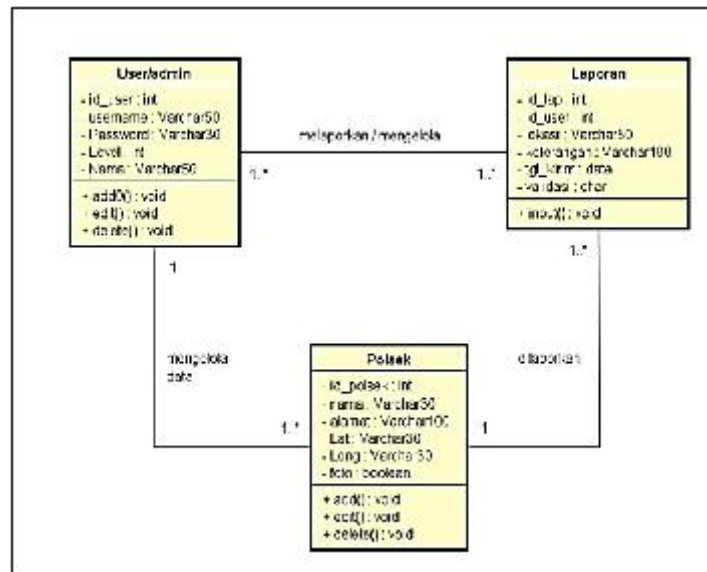 User/admin
- id_user : int
username : Varchar50
- Password : Varchar30
- Level : int
- Nama : Varchar50
+ add() : void
+ edit() : void
+ delete() : void
melaporkan / mengelola
1..*
1..*
Laporan
- id_lap : int
id_user : int
- lokasi : Varchar50
- keterangan : Varchar100
- tgl_kirim : date
- validasi : char
+ input() : void
1
1..*
mengelola
data
dilaporkan
1..*
1
Polsek
- id_polsek : int
- nama : Varchar30
- alamat : Varchar100
Lat : Varchar30
- Long : Varchar30
- foto : boolean
+ add() : void
+ edit() : void
+ delete() : void